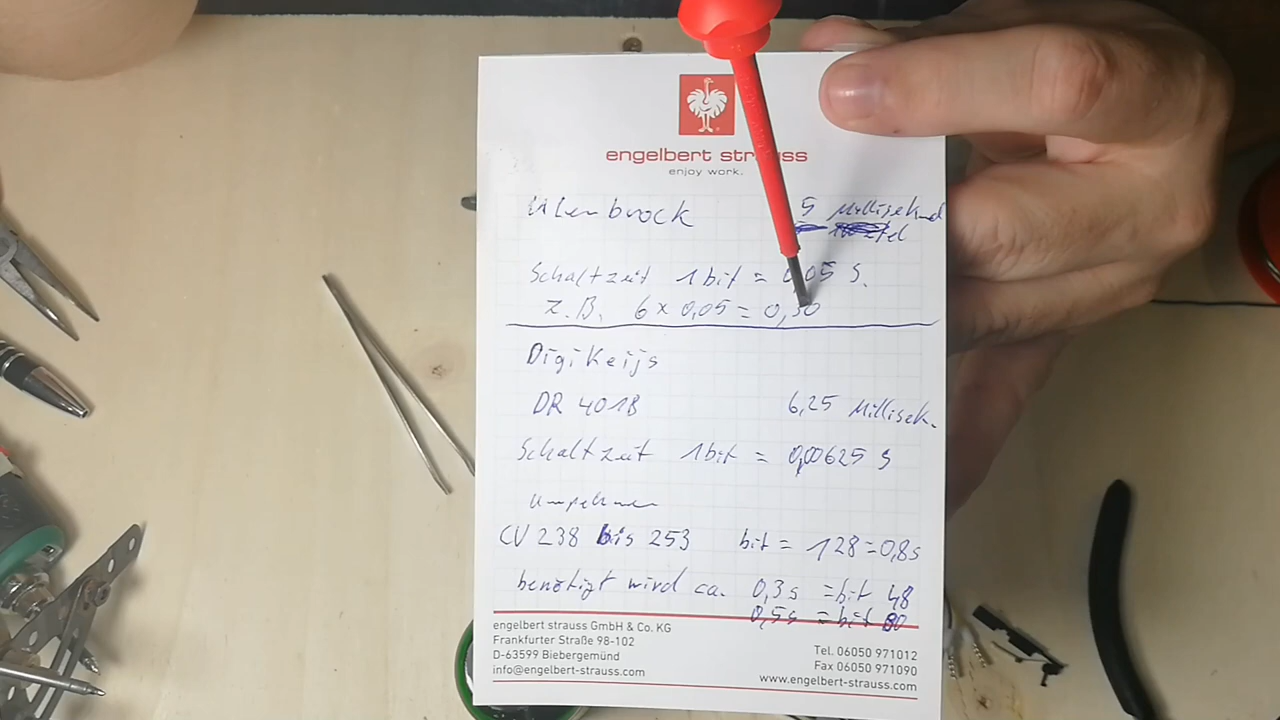 engelbert strauss
enjoy work.
Uhlenbrock 5 Millisekund
Schaltzeit 1 bit = 0,05 S.
Z.B. 6 x 0,05 = 0,30
Digikeijs
DR 4018 6,25 Millisek.
Schaltzeit 1 bit = 0,00625 S
CV 238 bis 253 bit = 128 = 0,8s
benötigt wird ca. 0,3 s = bit 48
0,5s = bit 80
engelbert strauss GmbH & Co. KG
Frankfurter Straße 98-102
D-63599 Biebergemünd
info@engelbert-strauss.com
Tel. 06050 971012
Fax 06050 971090
www.engelbert-strauss.com